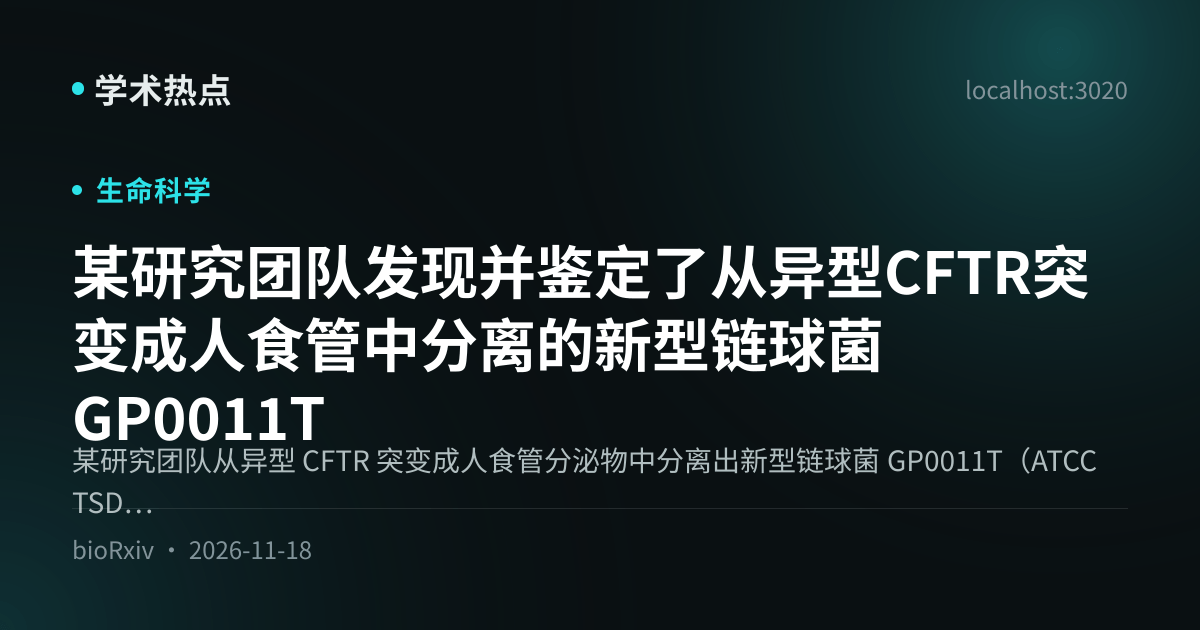 学术热点
localhost:3020
生命科学
某研究团队发现并鉴定了从异型CFTR突
变成人食管中分离的新型链球菌
GP0011T
某研究团队从异型 CFTR 突变成人食管分泌物中分离出新型链球菌 GP0011T（ATCC
TSD…
bioRxiv · 2026-11-18